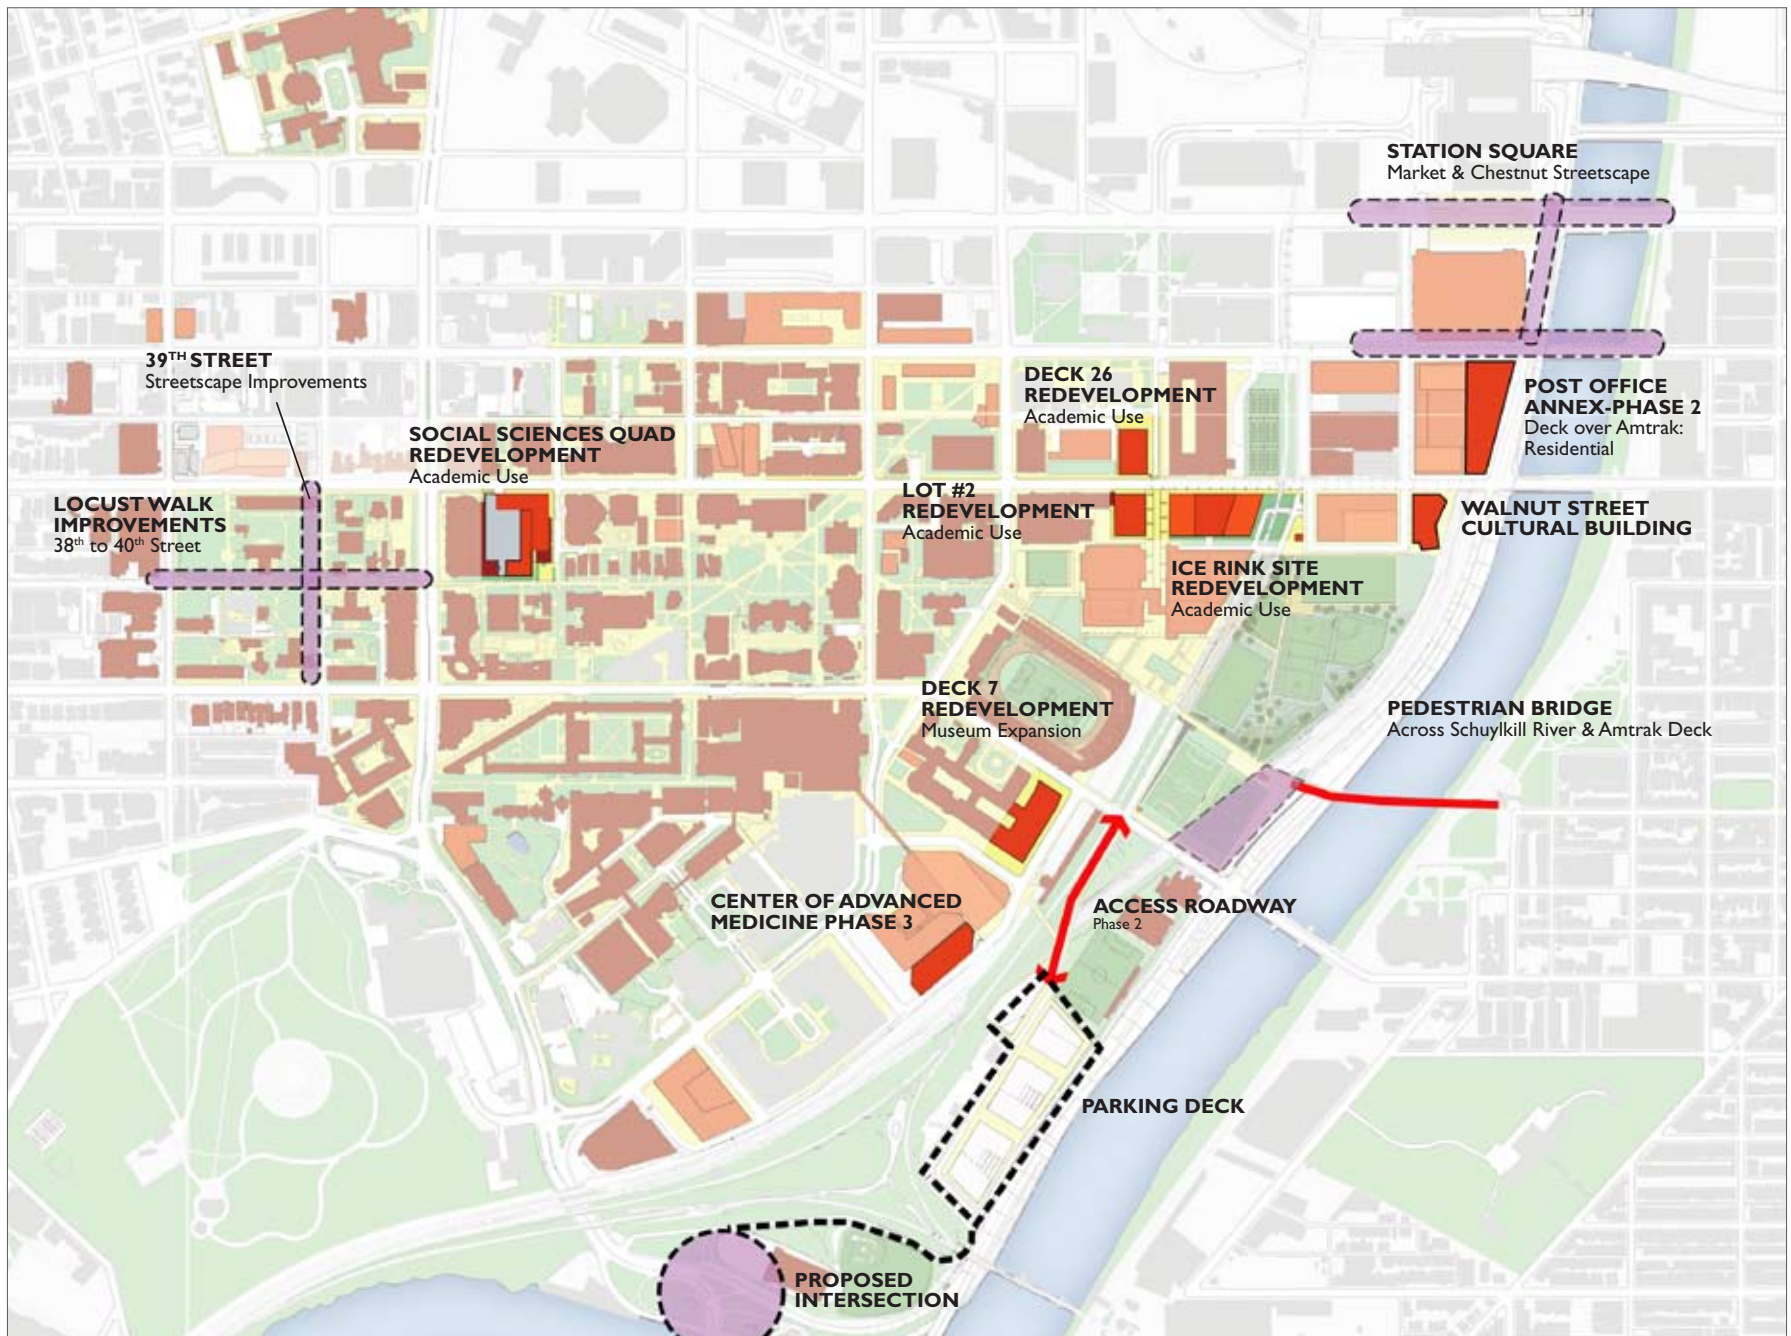 STATION SQUARE
Market & Chestnut Streetscape
39TH STREET
Streetscape Improvements
DECK 26
REDEVELOPMENT
Academic Use
POST OFFICE
ANNEX-PHASE 2
Deck over Amtrak:
Residential
SOCIAL SCIENCES QUAD
REDEVELOPMENT
Academic Use
LOCUST WALK
IMPROVEMENTS
38th to 40th Street
LOT #2
REDEVELOPMENT
Academic Use
WALNUT STREET
CULTURAL BUILDING
ICE RINK SITE
REDEVELOPMENT
Academic Use
DECK 7
REDEVELOPMENT
Museum Expansion
PEDESTRIAN BRIDGE
Across Schuylkill River & Amtrak Deck
CENTER OF ADVANCED
MEDICINE PHASE 3
ACCESS ROADWAY
Phase 2
PARKING DECK
PROPOSED
INTERSECTION